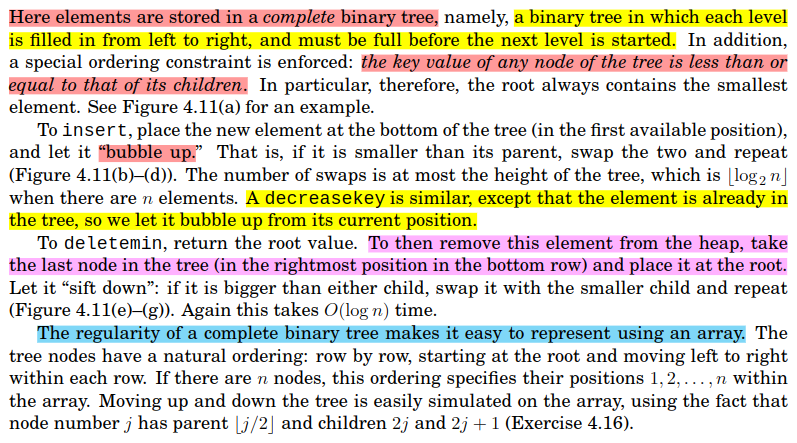 Here elements are stored in a complete binary tree, namely, a binary tree in which each level
is filled in from left to right, and must be full before the next level is started. In addition,
a special ordering constraint is enforced: the key value of any node of the tree is less than or
equal to that of its children. In particular, therefore, the root always contains the smallest
element. See Figure 4.11(a) for an example.
To insert, place the new element at the bottom of the tree (in the first available position),
and let it “bubble up.” That is, if it is smaller than its parent, swap the two and repeat
(Figure 4.11(b)–(d)). The number of swaps is at most the height of the tree, which is ⌊log₂ n⌋
when there are n elements. A decreasekey is similar, except that the element is already in
the tree, so we let it bubble up from its current position.
To deletemin, return the root value. To then remove this element from the heap, take
the last node in the tree (in the rightmost position in the bottom row) and place it at the root.
Let it “sift down”: if it is bigger than either child, swap it with the smaller child and repeat
(Figure 4.11(e)–(g)). Again this takes O(log n) time.
The regularity of a complete binary tree makes it easy to represent using an array. The
tree nodes have a natural ordering: row by row, starting at the root and moving left to right
within each row. If there are n nodes, this ordering specifies their positions 1, 2, . . . , n within
the array. Moving up and down the tree is easily simulated on the array, using the fact that
node number j has parent ⌊j/2⌋ and children 2j and 2j + 1 (Exercise 4.16).